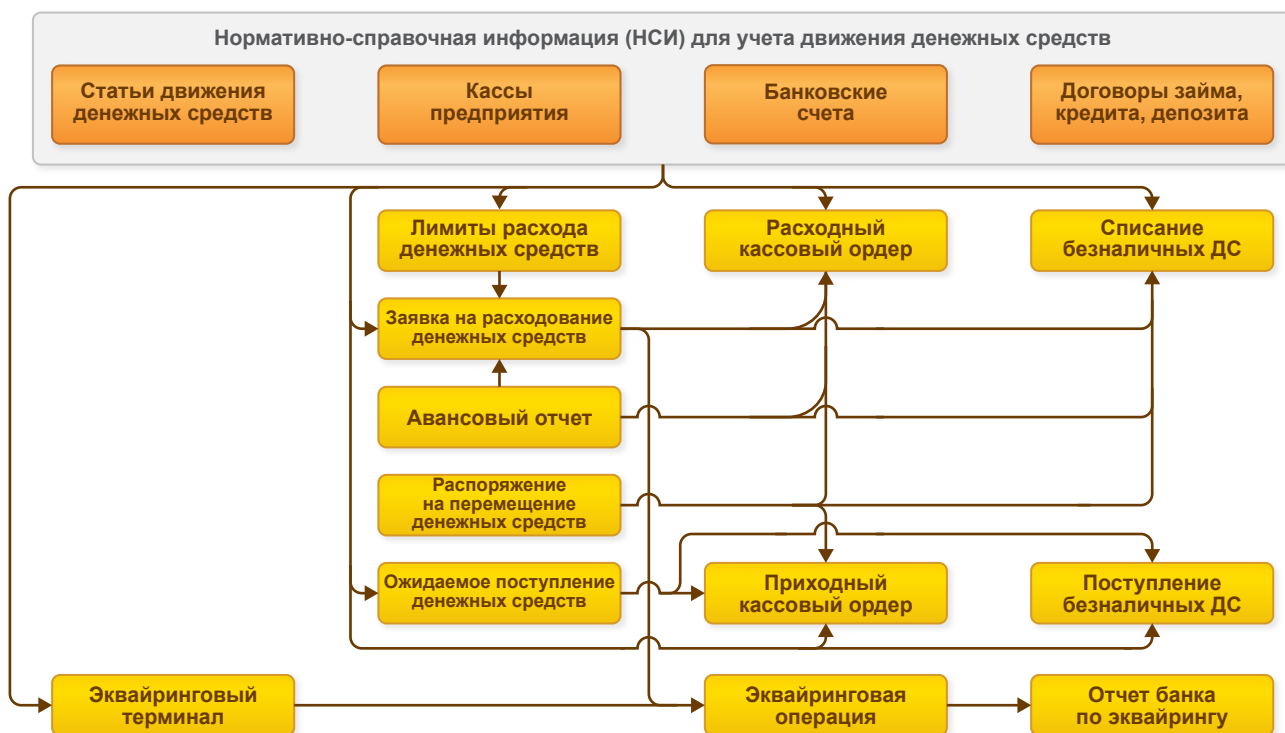 Нормативно-справочная информация (НСИ) для учета движения денежных средств
Статьи движения
денежных средств
Кассы
предприятия
Банковские
счета
Договоры займа,
кредита, депозита
Лимиты расхода
денежных средств
Расходный
кассовый ордер
Списание
безналичных ДС
Заявка на расходование
денежных средств
Авансовый отчет
Распоряжение
на перемещение
денежных средств
Ожидаемое поступление
денежных средств
Приходный
кассовый ордер
Поступление
безналичных ДС
Эквайринговый
терминал
Эквайринговая
операция
Отчет банка
по эквайрингу